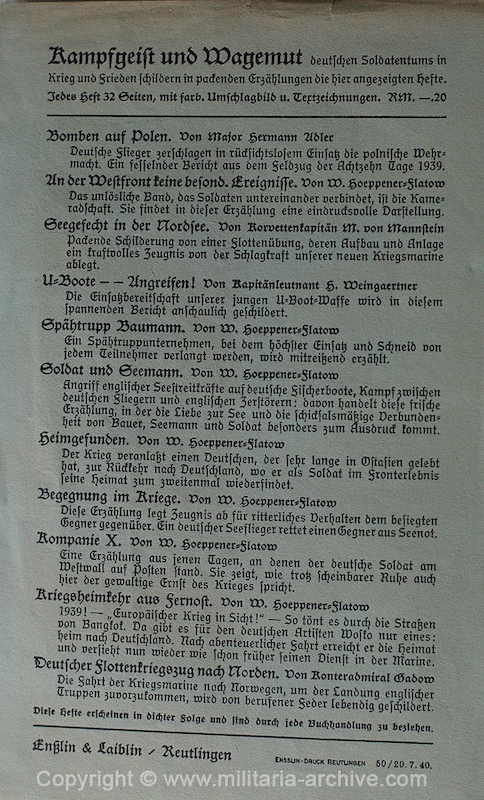 Kampfgeist und Wagemut deutschen Soldatentums in
Krieg und Frieden schildern in packenden Erzählungen die hier angezeigten Hefte.
Jedes Heft 32 Seiten, mit farb. Umschlagbild u. Textzeichnungen. RM. —.20
Bomben auf Polen. Von Major Hermann Adler
Deutsche Flieger zerschlagen in rücksichtslosem Einsatz die polnische Wehr-
macht. Ein fesselnder Bericht aus dem Feldzug der Achtzehn Tage 1939.
An der Westfront keine besond. Ereignisse. Von W. Hoeppener-Flatow
Das unlösliche Band, das Soldaten untereinander verbindet, ist die Kame-
radschaft. Sie findet in dieser Erzählung eine eindrucksvolle Darstellung.
Seegefecht in der Nordsee. Von Korvettenkapitän M. von Mannstein
Packende Schilderung von einer Flottenübung, deren Aufbau und Anlage
ein kraftvolles Zeugnis von der Schlagkraft unserer neuen Kriegsmarine
ablegt.
U-Boote — — Angreifen! Von Kapitänleutnant H. Weingaertner
Die Einsatzbereitschaft unserer jungen U-Boot-Waffe wird in diesem
spannenden Bericht anschaulich geschildert.
Spähtrupp Baumann. Von W. Hoeppener-Flatow
Ein Spähtruppunternehmen, bei dem höchster Einsatz und Schneid von
jedem Teilnehmer verlangt werden, wird mitreißend erzählt.
Soldat und Seemann. Von W. Hoeppener-Flatow
Angriff englischer Seestreitkräfte auf deutsche Fischerboote, Kampf zwischen
deutschen Fliegern und englischen Zerstörern: davon handelt diese frische
Erzählung, in der die Liebe zur See und die schicksalsmäßige Verbunden-
heit von Bauer, Seemann und Soldat besonders zum Ausdruck kommt.
Heimgefunden. Von W. Hoeppener-Flatow
Der Krieg veranlaßt einen Deutschen, der sehr lange in Ostasien gelebt
hat, zur Rückkehr nach Deutschland, wo er als Soldat im Fronterlebnis
seine Heimat zum zweitenmal wiederfindet.
Begegnung im Kriege. Von W. Hoeppener-Flatow
Diese Erzählung legt Zeugnis ab für ritterliches Verhalten dem besiegten
Gegner gegenüber. Ein deutscher Seeflieger rettet einen Gegner aus Seenot.
Kompanie X. Von W. Hoeppener-Flatow
Eine Erzählung aus jenen Tagen, an denen der deutsche Soldat am
Westwall auf Posten stand. Sie zeigt, wie trotz scheinbarer Ruhe auch
hier der gewaltige Ernst des Krieges spricht.
Kriegsheimkehr aus Fernost. Von W. Hoeppener-Flatow
1939! — „Europäischer Krieg in Sicht!“ — So tönt es durch die Straßen
von Bangkok. Da gibt es für den deutschen Artisten Wosko nur eines:
heim nach Deutschland. Nach abenteuerlicher Fahrt erreicht er die Heimat
und versieht nun wieder wie schon früher seinen Dienst in der Marine.
Deutscher Flottenkriegszug nach Norden. Von Konteradmiral Gadow
Die Fahrt der Kriegsmarine nach Norwegen, um der Landung englischer
Truppen zuvorzukommen, wird von berufener Feder lebendig geschildert.
Diese Hefte erscheinen in dichter Folge und sind durch jede Buchhandlung zu beziehen.
Enßlin & Laiblin / Reutlingen
ENSSLIN-DRUCK REUTLINGEN 50/20. 7. 40.
Copyright © www.militaria-archive.com